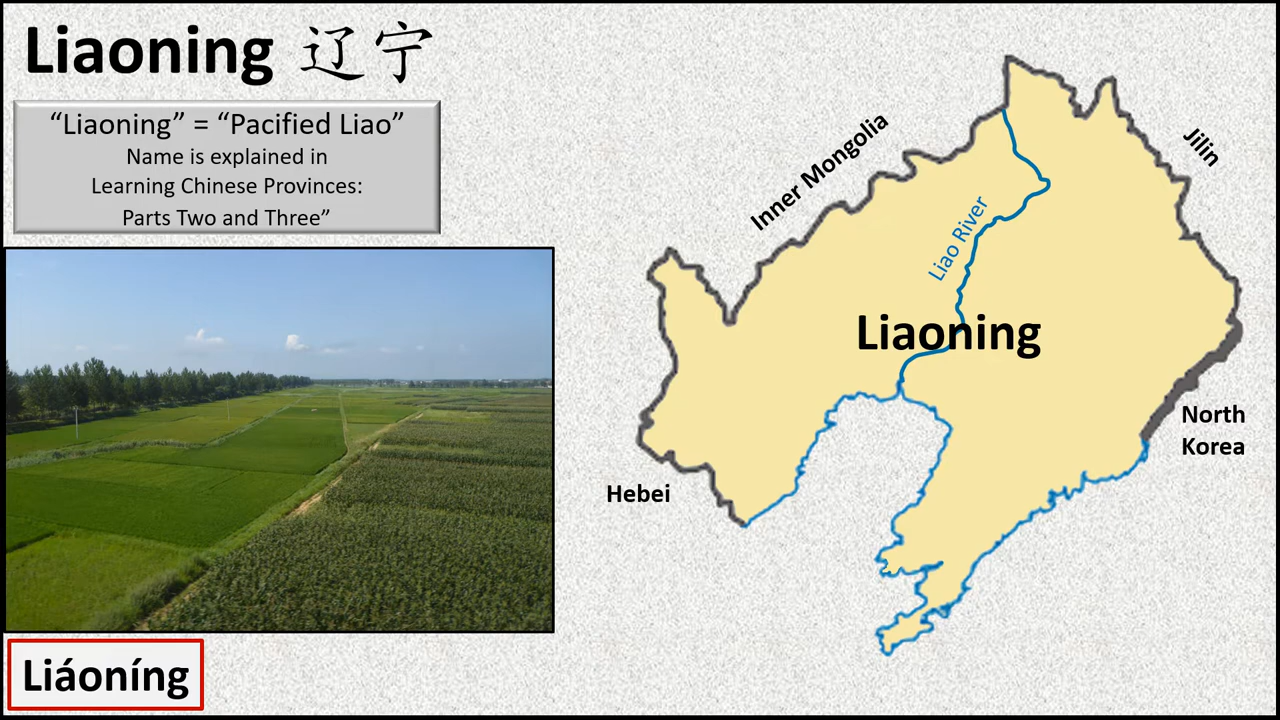 Liaoning 辽宁
“Liaoning” = “Pacified Liao”
Name is explained in
Learning Chinese Provinces:
Parts Two and Three”
Inner Mongolia
Jilin
Liao River
Liaoning
North
Korea
Hebei
Liáoníng